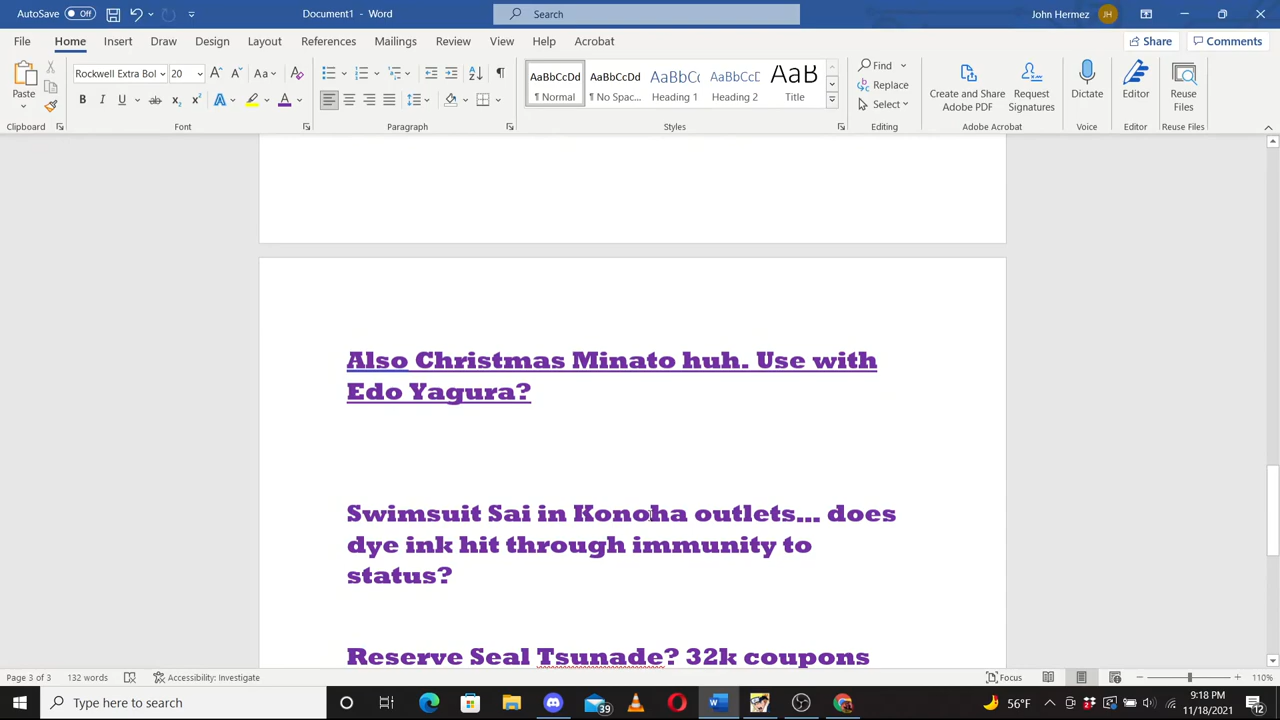 AutoSave Off
Document1 - Word
Search
John Hermez JH
File Home Insert Draw Design Layout References Mailings Review View Help Acrobat
Share Comments
Paste
Rockwell Extra Bol 20
AaBbCcDd AaBbCcDd AaBbCc AaBbCcD AaB
¶ Normal ¶ No Spac... Heading 1 Heading 2 Title
Find
Replace
Select
Create and Share
Adobe PDF
Request
Signatures
Dictate
Editor
Reuse
Files
Clipboard Font Paragraph Styles Editing Adobe Acrobat Voice Editor Reuse Files
Also Christmas Minato huh. Use with
Edo Yagura?
Swimsuit Sai in Konoha outlets... does
dye ink hit through immunity to
status?
Reserve Seal Tsunade? 32k coupons
Page 3 of 3 132 words Accessibility: Investigate Focus 110%
Type here to search 39 56°F 9:18 PM
11/18/2021 12